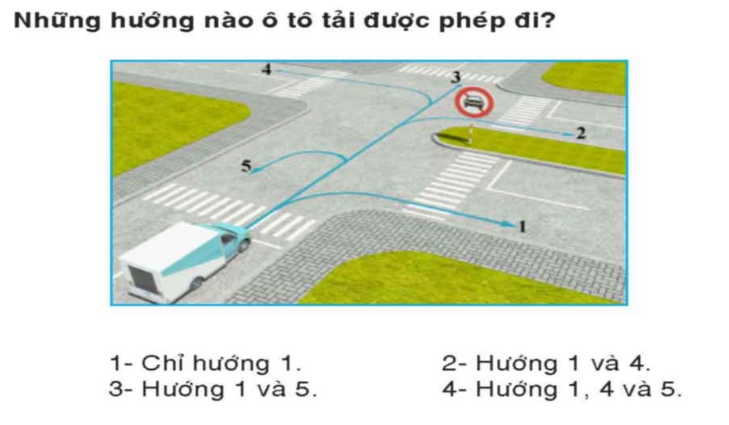 Những hướng nào ô tô tải được phép đi?
4
3
2
5
1
1- Chỉ hướng 1.
2- Hướng 1 và 4.
3- Hướng 1 và 5.
4- Hướng 1, 4 và 5.